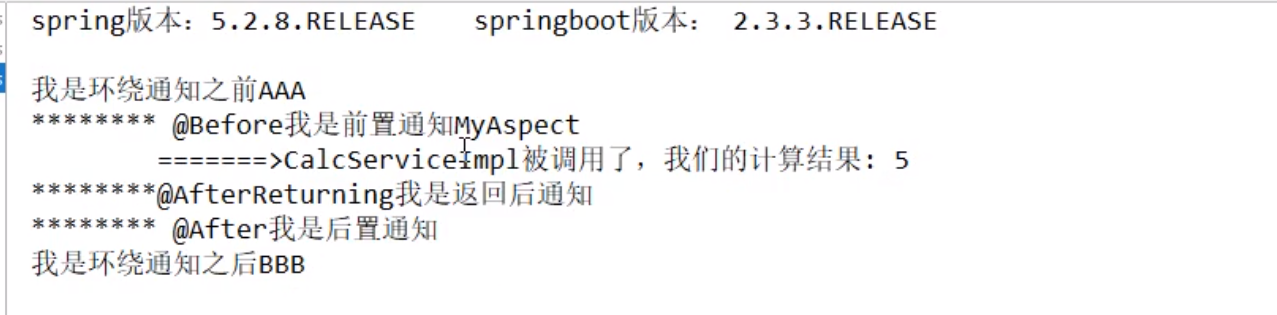 spring版本：5.2.8.RELEASE    springboot版本： 2.3.3.RELEASE
我是环绕通知之前AAA
******** @Before我是前置通知MyAspect
=======>CalcServiceImpl被调用了，我们的计算结果: 5
********@AfterReturning我是返回后通知
******** @After我是后置通知
我是环绕通知之后BBB